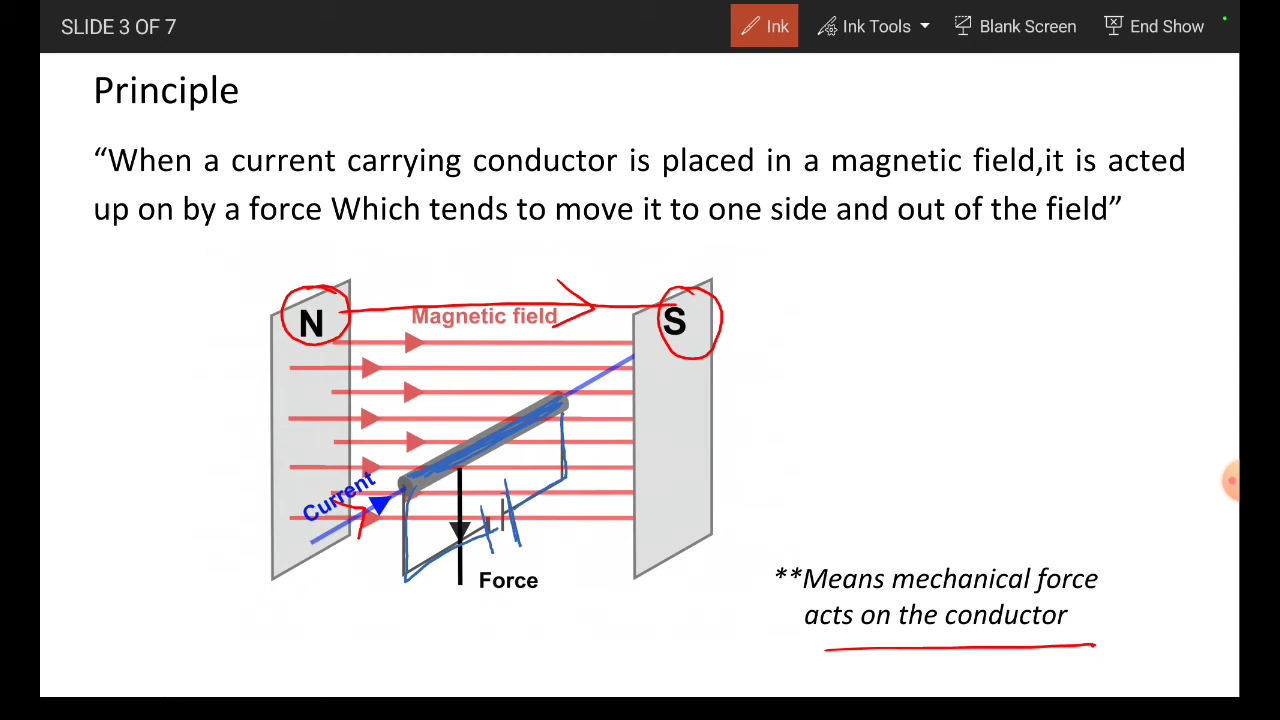 SLIDE 3 OF 7
Ink
Ink Tools
Blank Screen
End Show
Principle
“When a current carrying conductor is placed in a magnetic field,it is acted
up on by a force Which tends to move it to one side and out of the field”
N
S
Magnetic field
Current
Force
**Means mechanical force
acts on the conductor